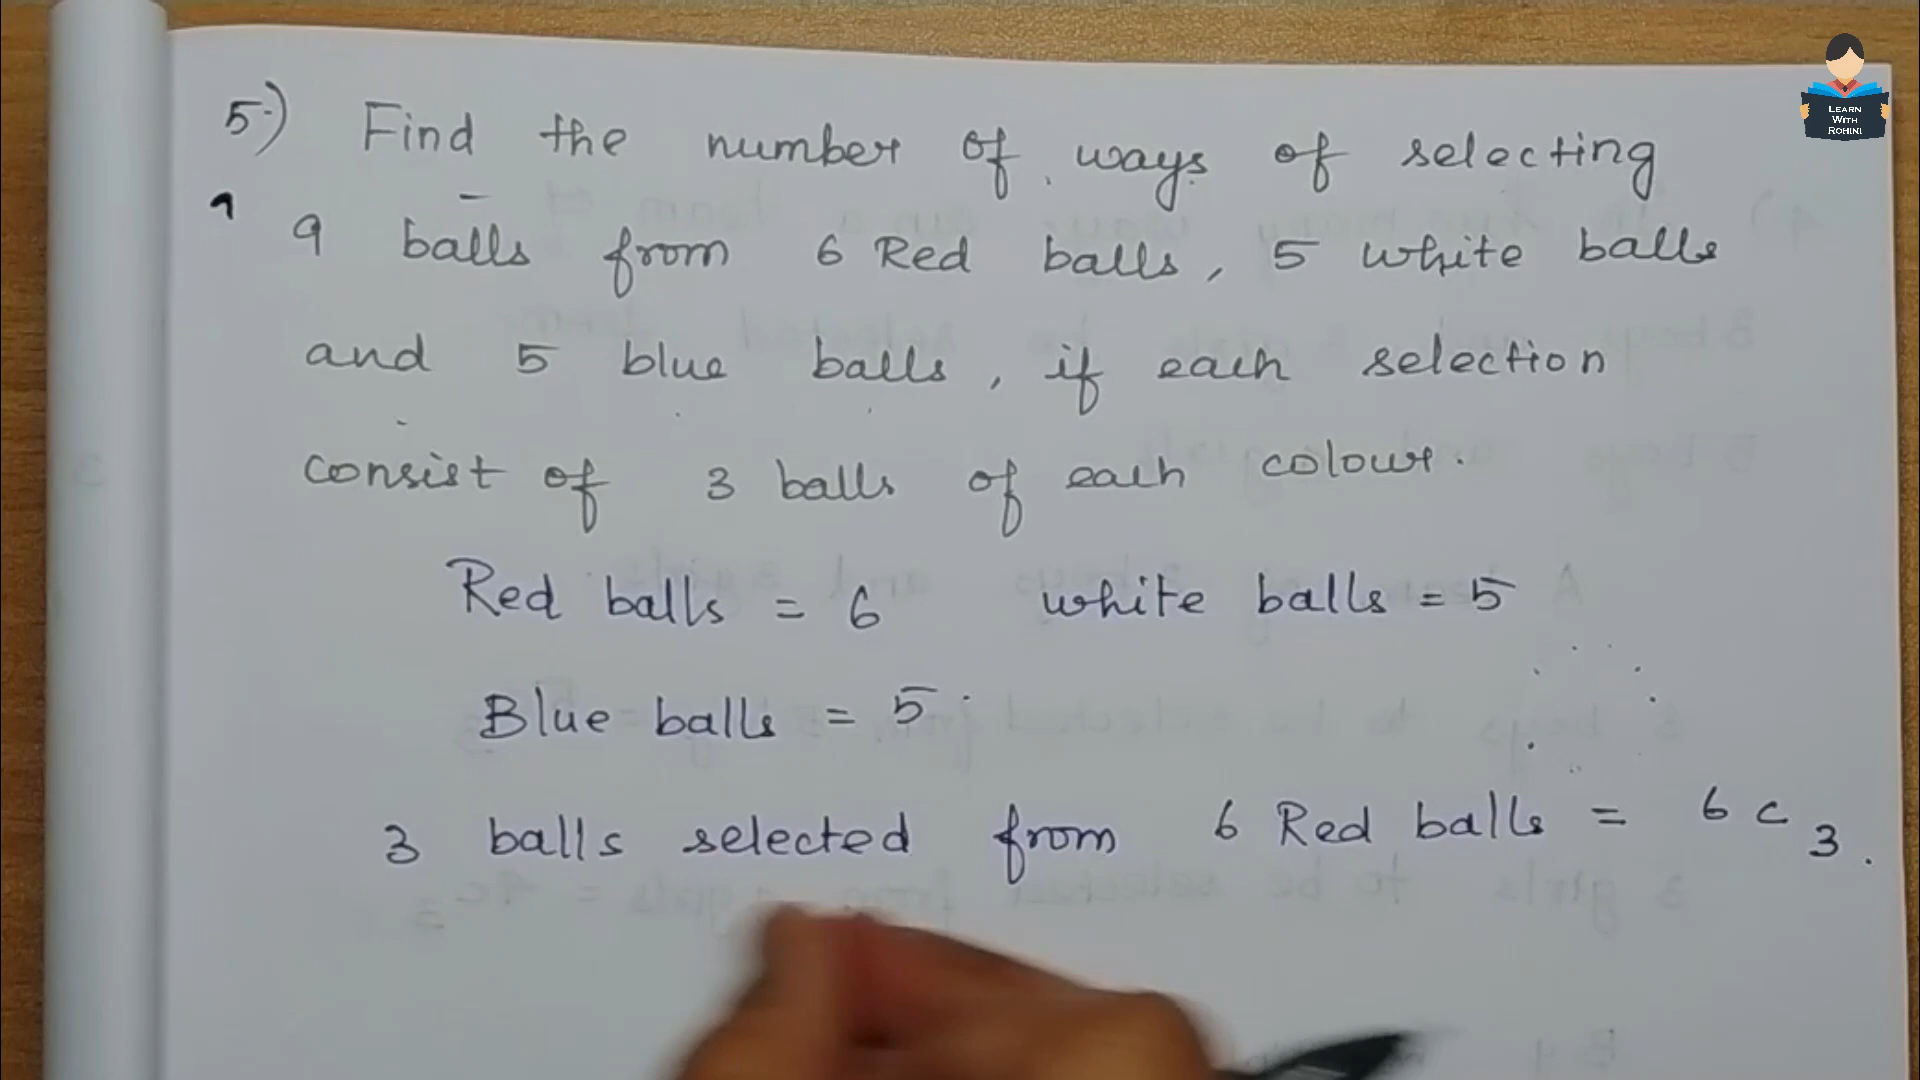 5.) Find the number of ways of selecting
9 balls from 6 Red balls, 5 white balls
and 5 blue balls, if each selection
consist of 3 balls of each colour.
Red balls = 6 white balls = 5
Blue balls = 5.
3 balls selected from 6 Red balls = 6c3.
LEARN
WITH
ROHINI